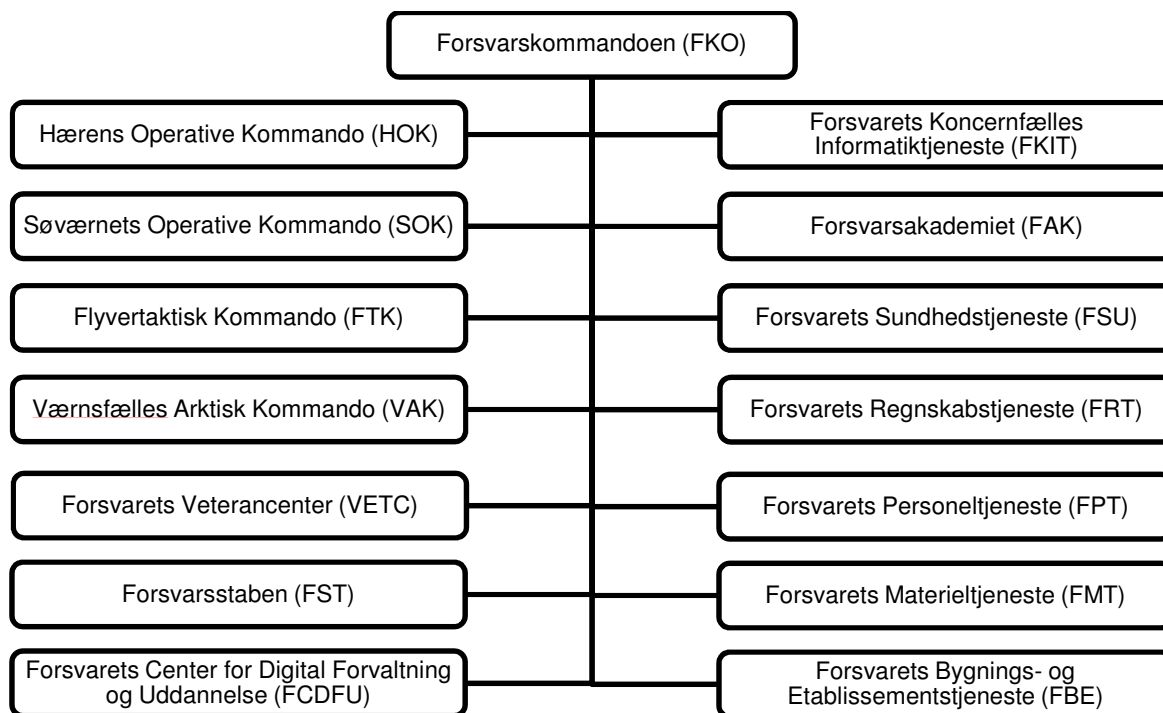 Forsvarskommandoen (FKO)
Hærens Operative Kommando (HOK)
Forsvarets Koncernfælles
Informatiktjeneste (FKIT)
Søværnets Operative Kommando (SOK)
Forsvarsakademiet (FAK)
Flyvertaktisk Kommando (FTK)
Forsvarets Sundhedstjeneste (FSU)
Værnsfælles Arktisk Kommando (VAK)
Forsvarets Regnskabstjeneste (FRT)
Forsvarets Veterancenter (VETC)
Forsvarets Personeltjeneste (FPT)
Forsvarsstaben (FST)
Forsvarets Materieltjeneste (FMT)
Forsvarets Center for Digital Forvaltning
og Uddannelse (FCDFU)
Forsvarets Bygnings- og
Etablissementstjeneste (FBE)